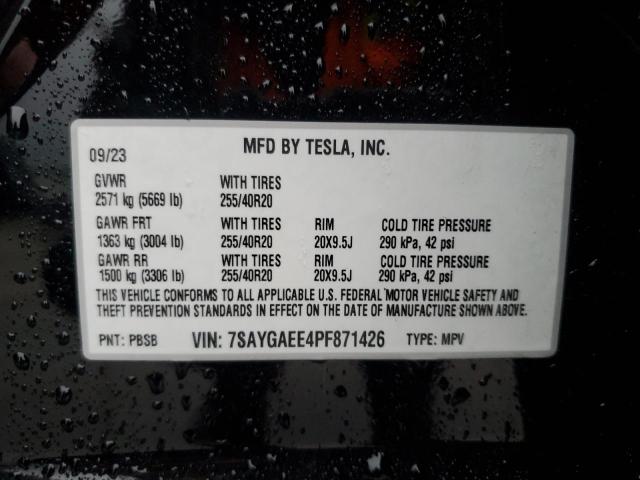 MFD BY TESLA, INC.
09/23
GVWR WITH TIRES
2571 kg (5669 lb) 255/40R20
GAWR FRT WITH TIRES RIM COLD TIRE PRESSURE
1363 kg (3004 lb) 255/40R20 20X9.5J 290 kPa, 42 psi
GAWR RR WITH TIRES RIM COLD TIRE PRESSURE
1500 kg (3306 lb) 255/40R20 20X9.5J 290 kPa, 42 psi
THIS VEHICLE CONFORMS TO ALL APPLICABLE U.S. FEDERAL MOTOR VEHICLE SAFETY AND
THEFT PREVENTION STANDARDS IN EFFECT ON THE DATE OF MANUFACTURE SHOWN ABOVE.
PNT: PBSB VIN: 7SAYGAEE4PF871426 TYPE: MPV